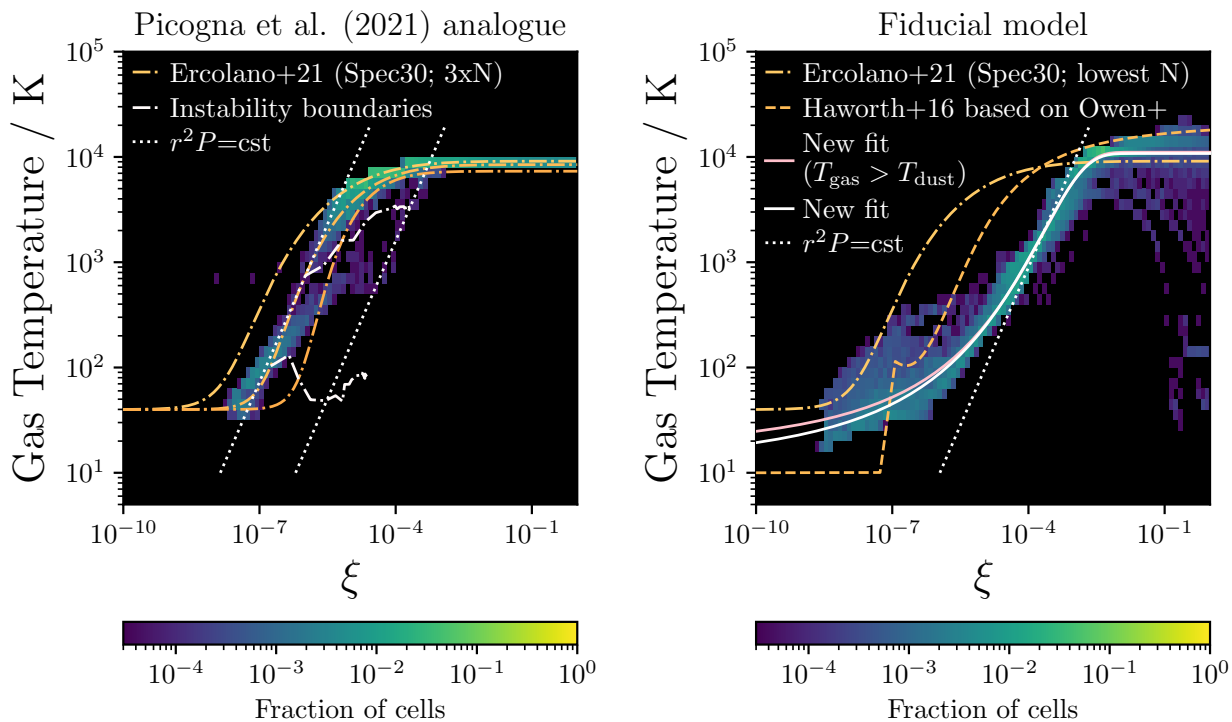 Picogna et al. (2021) analogue
Gas Temperature / K
10^5
10^4
10^3
10^2
10^1
Ercolano+21 (Spec30; 3xN)
Instability boundaries
r^2P=cst
10^-10
10^-7
10^-4
10^-1
ξ
10^-4
10^-3
10^-2
10^-1
10^0
Fraction of cells
Fiducial model
Gas Temperature / K
10^5
10^4
10^3
10^2
10^1
Ercolano+21 (Spec30; lowest N)
Haworth+16 based on Owen+
New fit
(T_gas > T_dust)
New fit
r^2P=cst
10^-10
10^-7
10^-4
10^-1
ξ
10^-4
10^-3
10^-2
10^-1
10^0
Fraction of cells